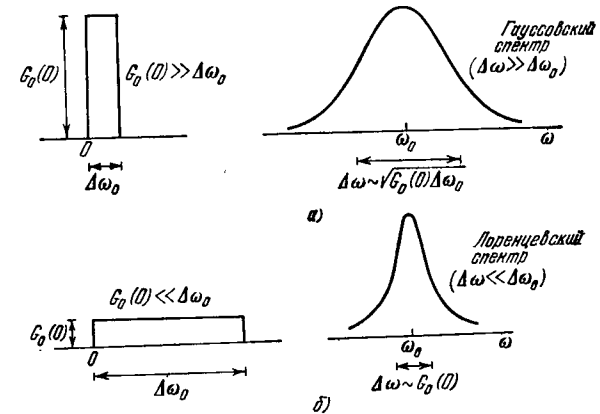 G₀(0)
G₀(0)≫Δω₀
0
Δω₀
Гауссовский
спектр
(Δω≫Δω₀)
ω₀
ω
Δω~√G₀(0)Δω₀
а)
G₀(0)≪Δω₀
G₀(0)
0
Δω₀
Лоренцевский
спектр
(Δω≪Δω₀)
ω₀
ω
Δω~G₀(0)
б)